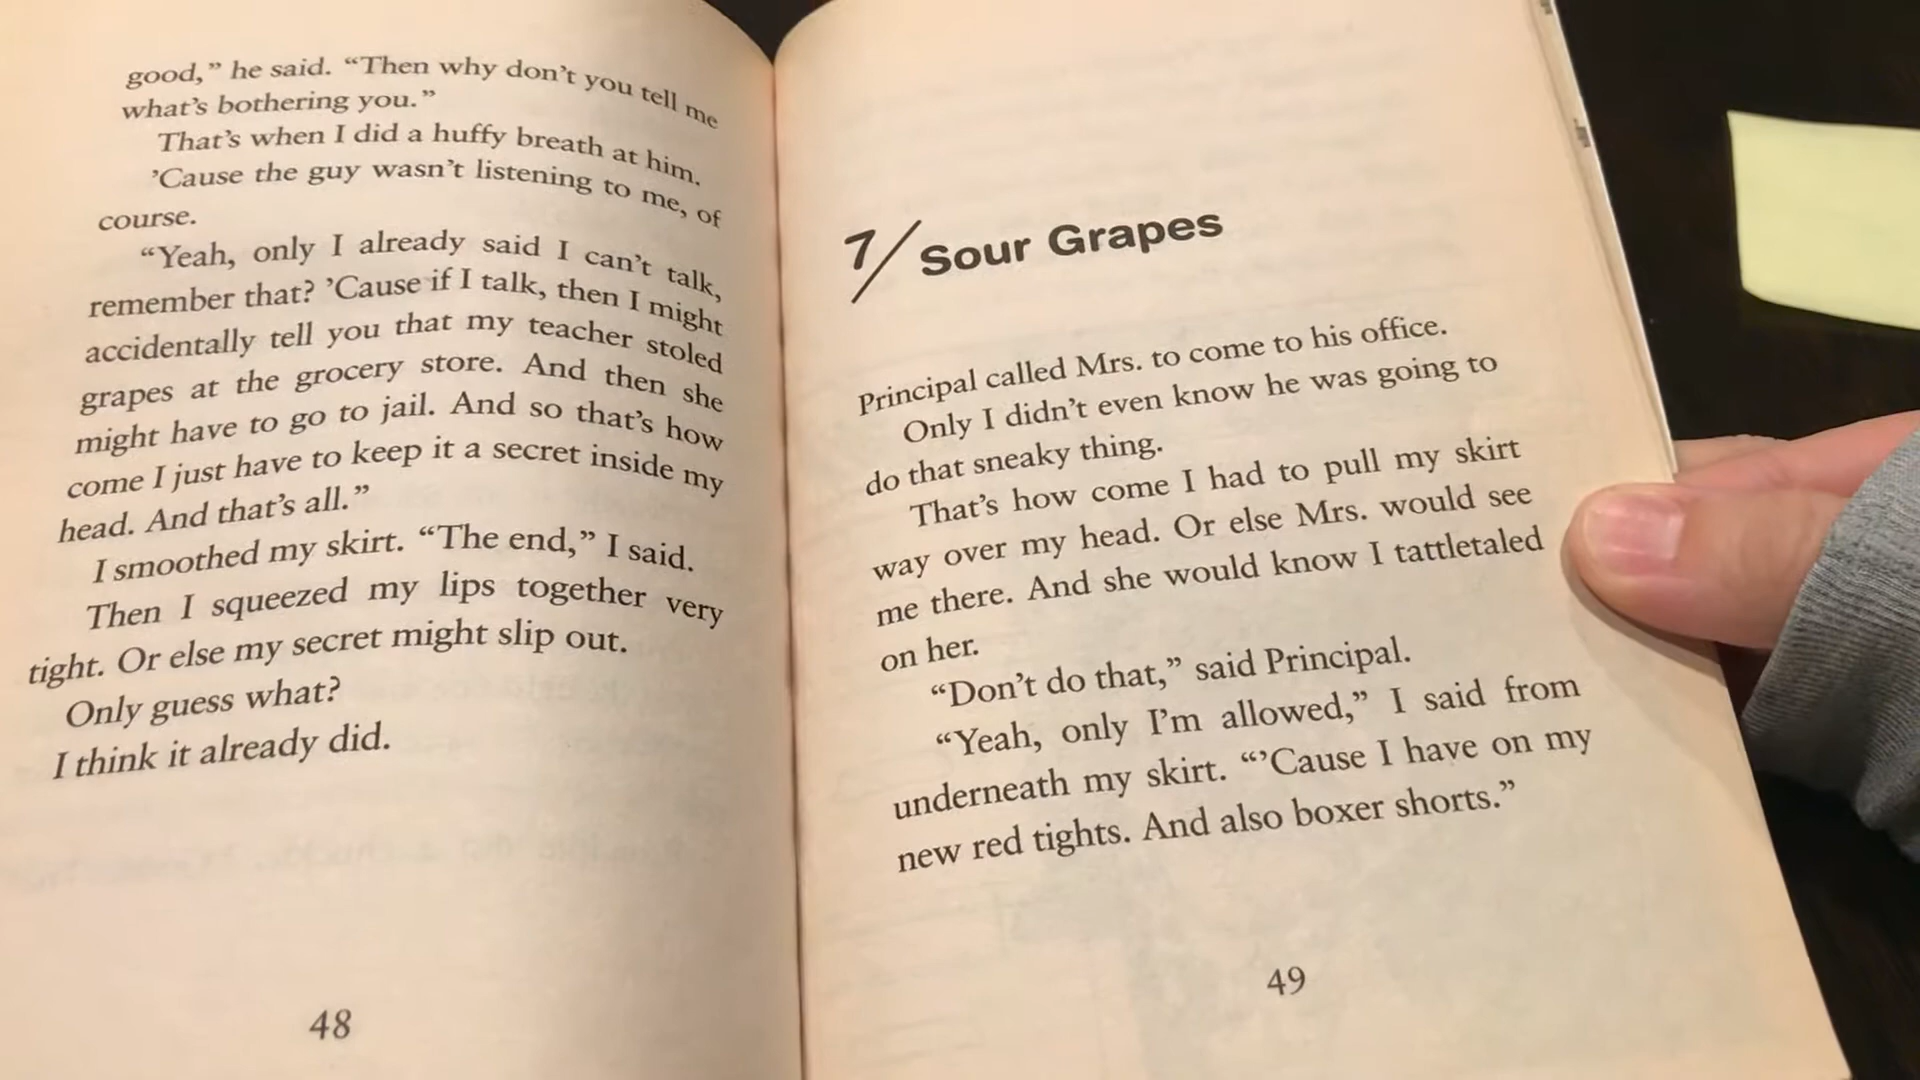 good,” he said. “Then why don’t you tell me
what’s bothering you.”
That’s when I did a huffy breath at him.
’Cause the guy wasn’t listening to me, of
course.
“Yeah, only I already said I can’t talk,
remember that? ’Cause if I talk, then I might
accidentally tell you that my teacher stoled
grapes at the grocery store. And then she
might have to go to jail. And so that’s how
come I just have to keep it a secret inside my
head. And that’s all.”
I smoothed my skirt. “The end,” I said.
Then I squeezed my lips together very
tight. Or else my secret might slip out.
Only guess what?
I think it already did.
48
7/ Sour Grapes
Principal called Mrs. to come to his office.
Only I didn’t even know he was going to
do that sneaky thing.
That’s how come I had to pull my skirt
way over my head. Or else Mrs. would see
me there. And she would know I tattletaled
on her.
“Don’t do that,” said Principal.
“Yeah, only I’m allowed,” I said from
underneath my skirt. “’Cause I have on my
new red tights. And also boxer shorts.”
49